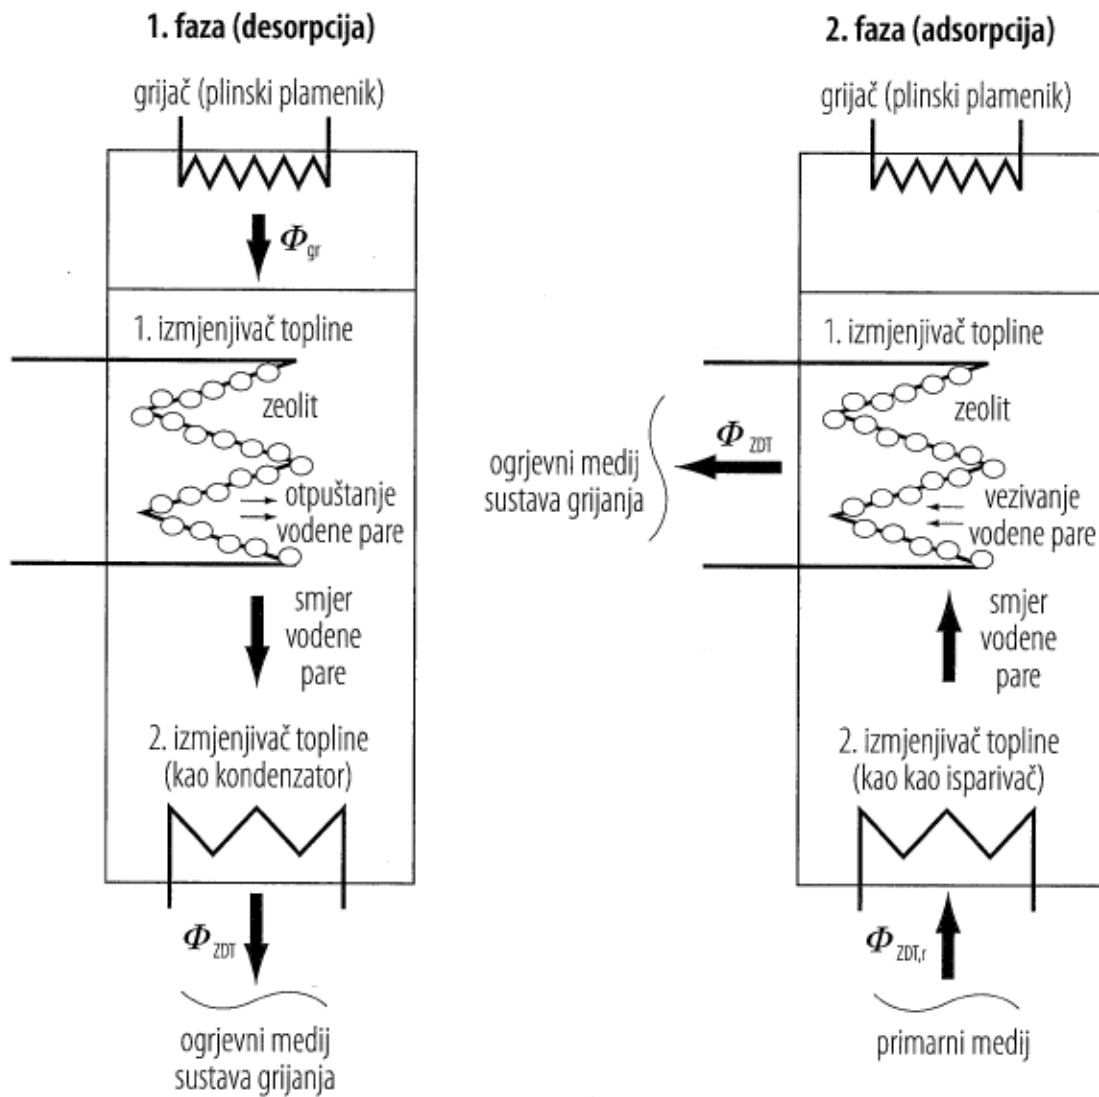 1. faza (desorpcija)
grijač (plinski plamenik)
Φgr
1. izmjenjivač topline
zeolit
otpuštanje
vodene pare
smjer
vodene
pare
2. izmjenjivač topline
(kao kondenzator)
ΦZDT
ogrjevni medij
sustava grijanja
2. faza (adsorpcija)
grijač (plinski plamenik)
1. izmjenjivač topline
zeolit
ΦZDT
ogrjevni medij
sustava grijanja
vezivanje
vodene pare
smjer
vodene
pare
2. izmjenjivač topline
(kao kao isparivač)
ΦZDT,r
primarni medij